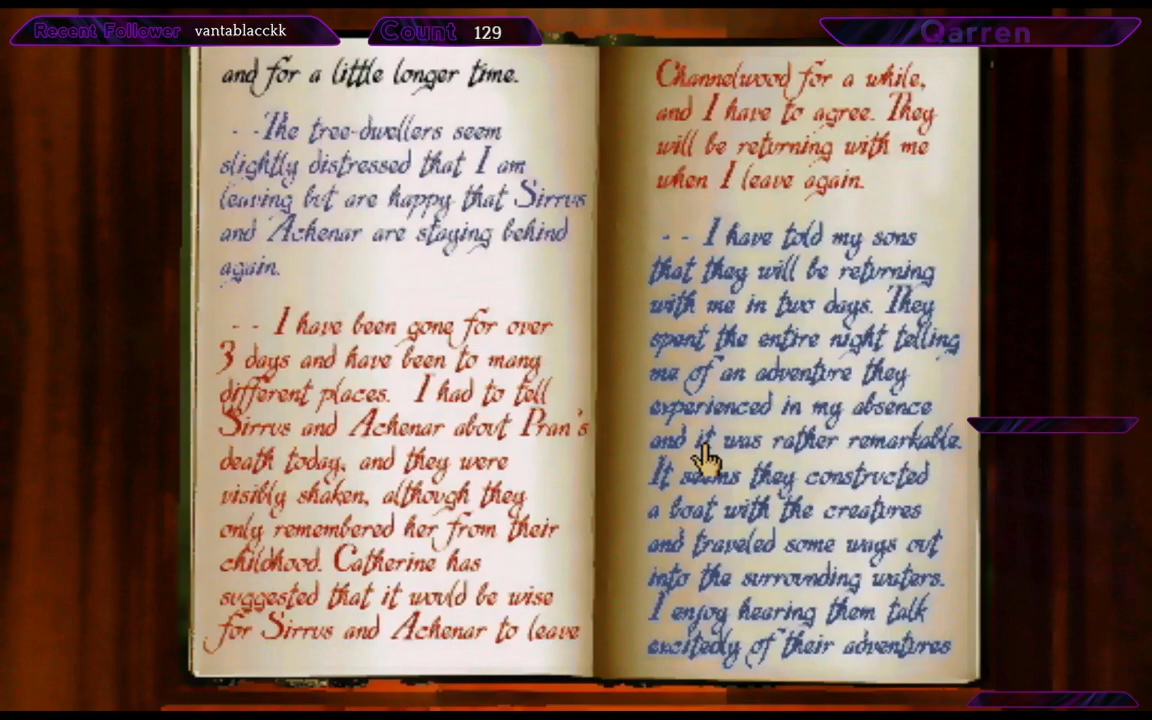 Recent Follower vantablacckk
Count 129
Qarren
and for a little longer time.
- - The tree-dwellers seem
slightly distressed that I am
leaving but are happy that Sirrus
and Achenar are staying behind
again.
- - I have been gone for over
3 days and have been to many
different places. I had to tell
Sirrus and Achenar about Pran's
death today, and they were
visibly shaken, although they
only remembered her from their
childhood. Catherine has
suggested that it would be wise
for Sirrus and Achenar to leave
Channelwood for a while,
and I have to agree. They
will be returning with me
when I leave again.
- - I have told my sons
that they will be returning
with me in two days. They
spent the entire night telling
me of an adventure they
experienced in my absence
and it was rather remarkable.
It seems they constructed
a boat with the creatures
and traveled some ways out
into the surrounding waters.
I enjoy hearing them talk
excitedly of their adventures